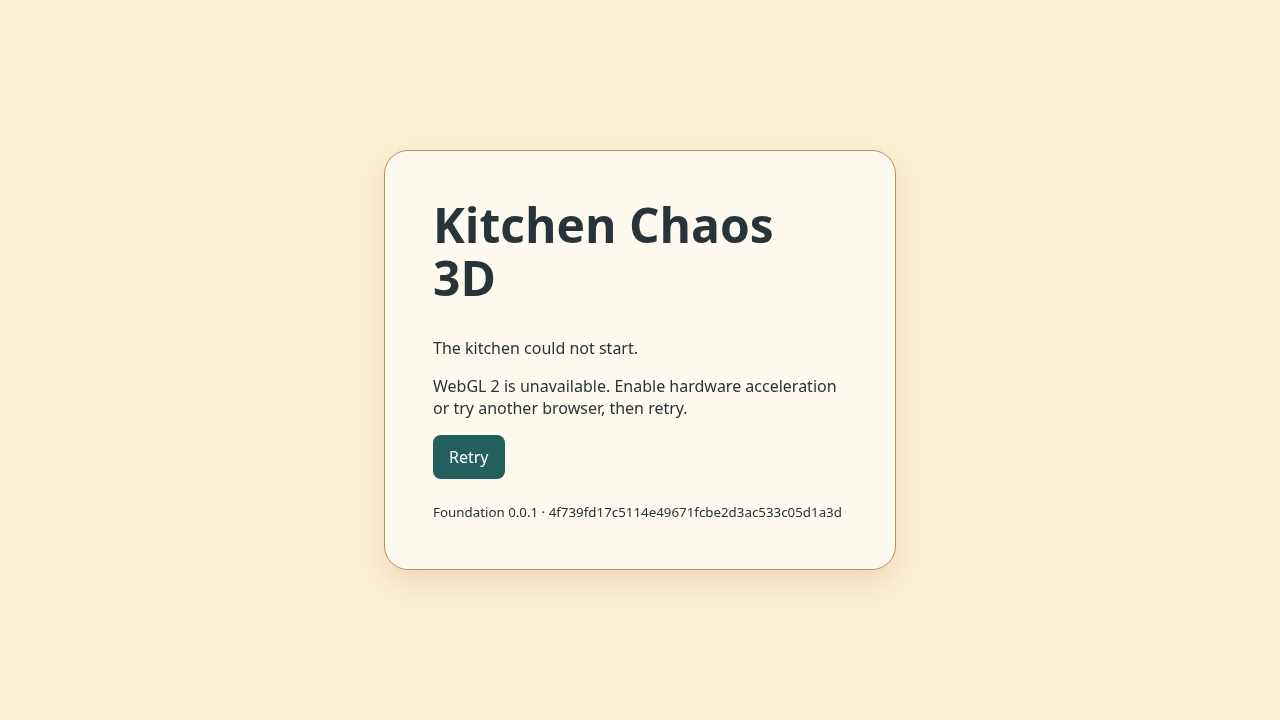 Kitchen Chaos
3D
The kitchen could not start.
WebGL 2 is unavailable. Enable hardware acceleration
or try another browser, then retry.
Retry
Foundation 0.0.1 · 4f739fd17c5114e49671fcbe2d3ac533c05d1a3d